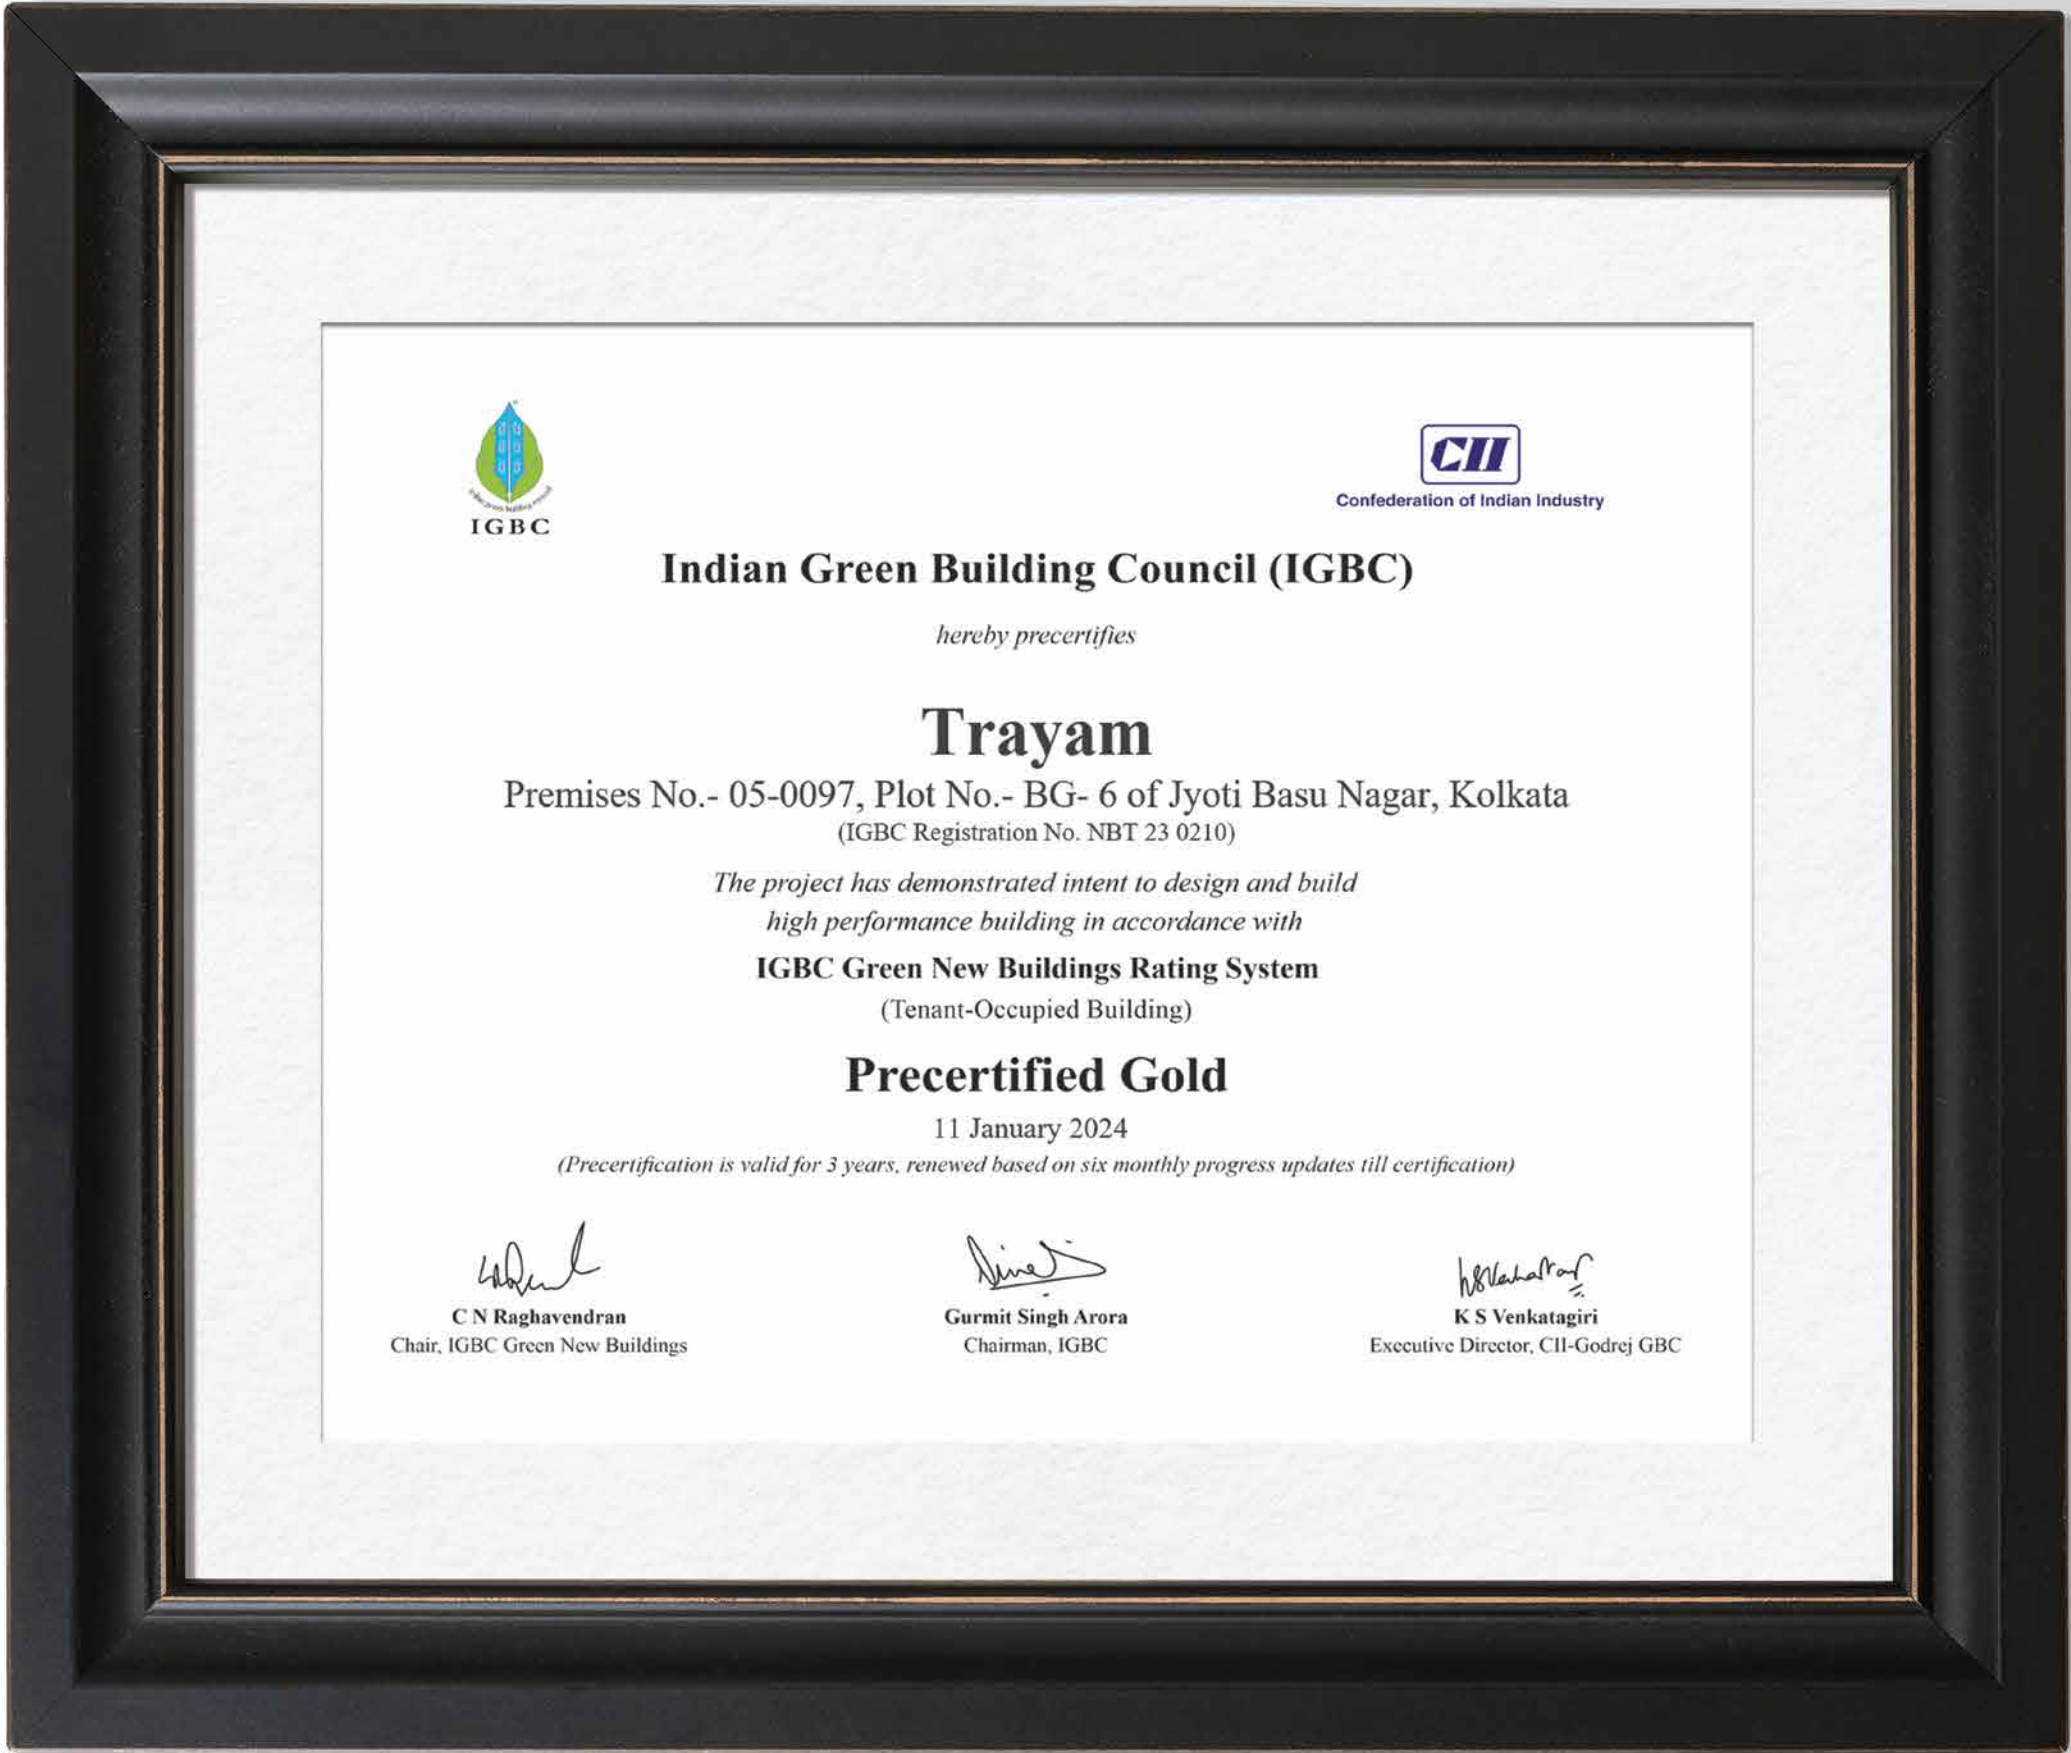 IGBC
CII
Confederation of Indian Industry
Indian Green Building Council (IGBC)
hereby precertifies
Trayam
Premises No.- 05-0097, Plot No.- BG- 6 of Jyoti Basu Nagar, Kolkata
(IGBC Registration No. NBT 23 0210)
The project has demonstrated intent to design and build
high performance building in accordance with
IGBC Green New Buildings Rating System
(Tenant-Occupied Building)
Precertified Gold
11 January 2024
(Precertification is valid for 3 years, renewed based on six monthly progress updates till certification)
C N Raghavendran
Chair, IGBC Green New Buildings
Gurmit Singh Arora
Chairman, IGBC
K S Venkatagiri
Executive Director, CII-Godrej GBC